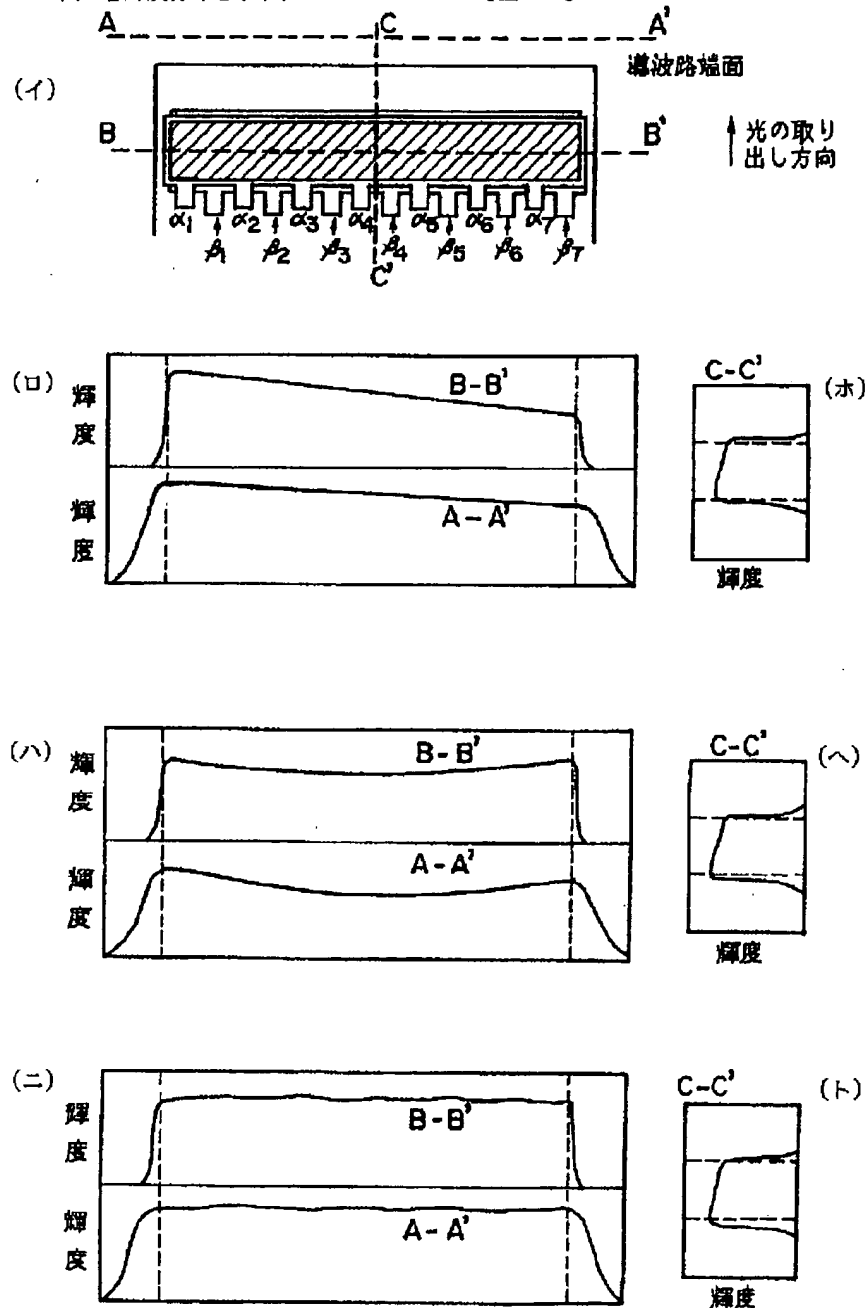 A C A'
導波路端面
(イ)
B B'
光の取り
出し方向
α1 α2 α3 α4 α5 α6 α7
β1 β2 β3 β4 β5 β6 β7
C'
(ロ) 輝度 B-B'
輝度 A-A'
C-C' (ホ)
輝度
(ハ) 輝度 B-B'
輝度 A-A'
C-C' (ヘ)
輝度
(ニ) 輝度 B-B'
輝度 A-A'
C-C' (ト)
輝度